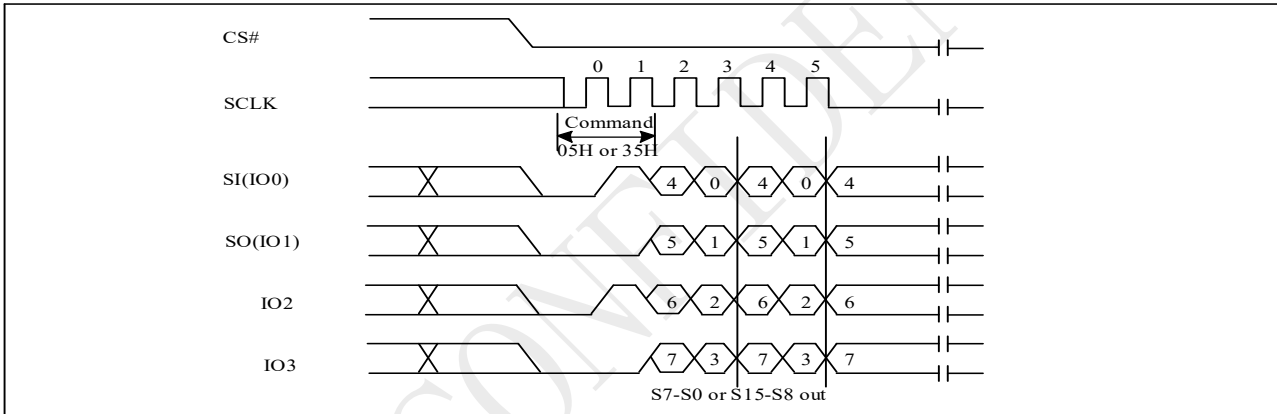 CS#
0 1 2 3 4 5
SCLK
Command
05H or 35H
SI(IO0) 4 0 4 0 4
SO(IO1) 5 1 5 1 5
IO2 6 2 6 2 6
IO3 7 3 7 3 7
S7-S0 or S15-S8 out